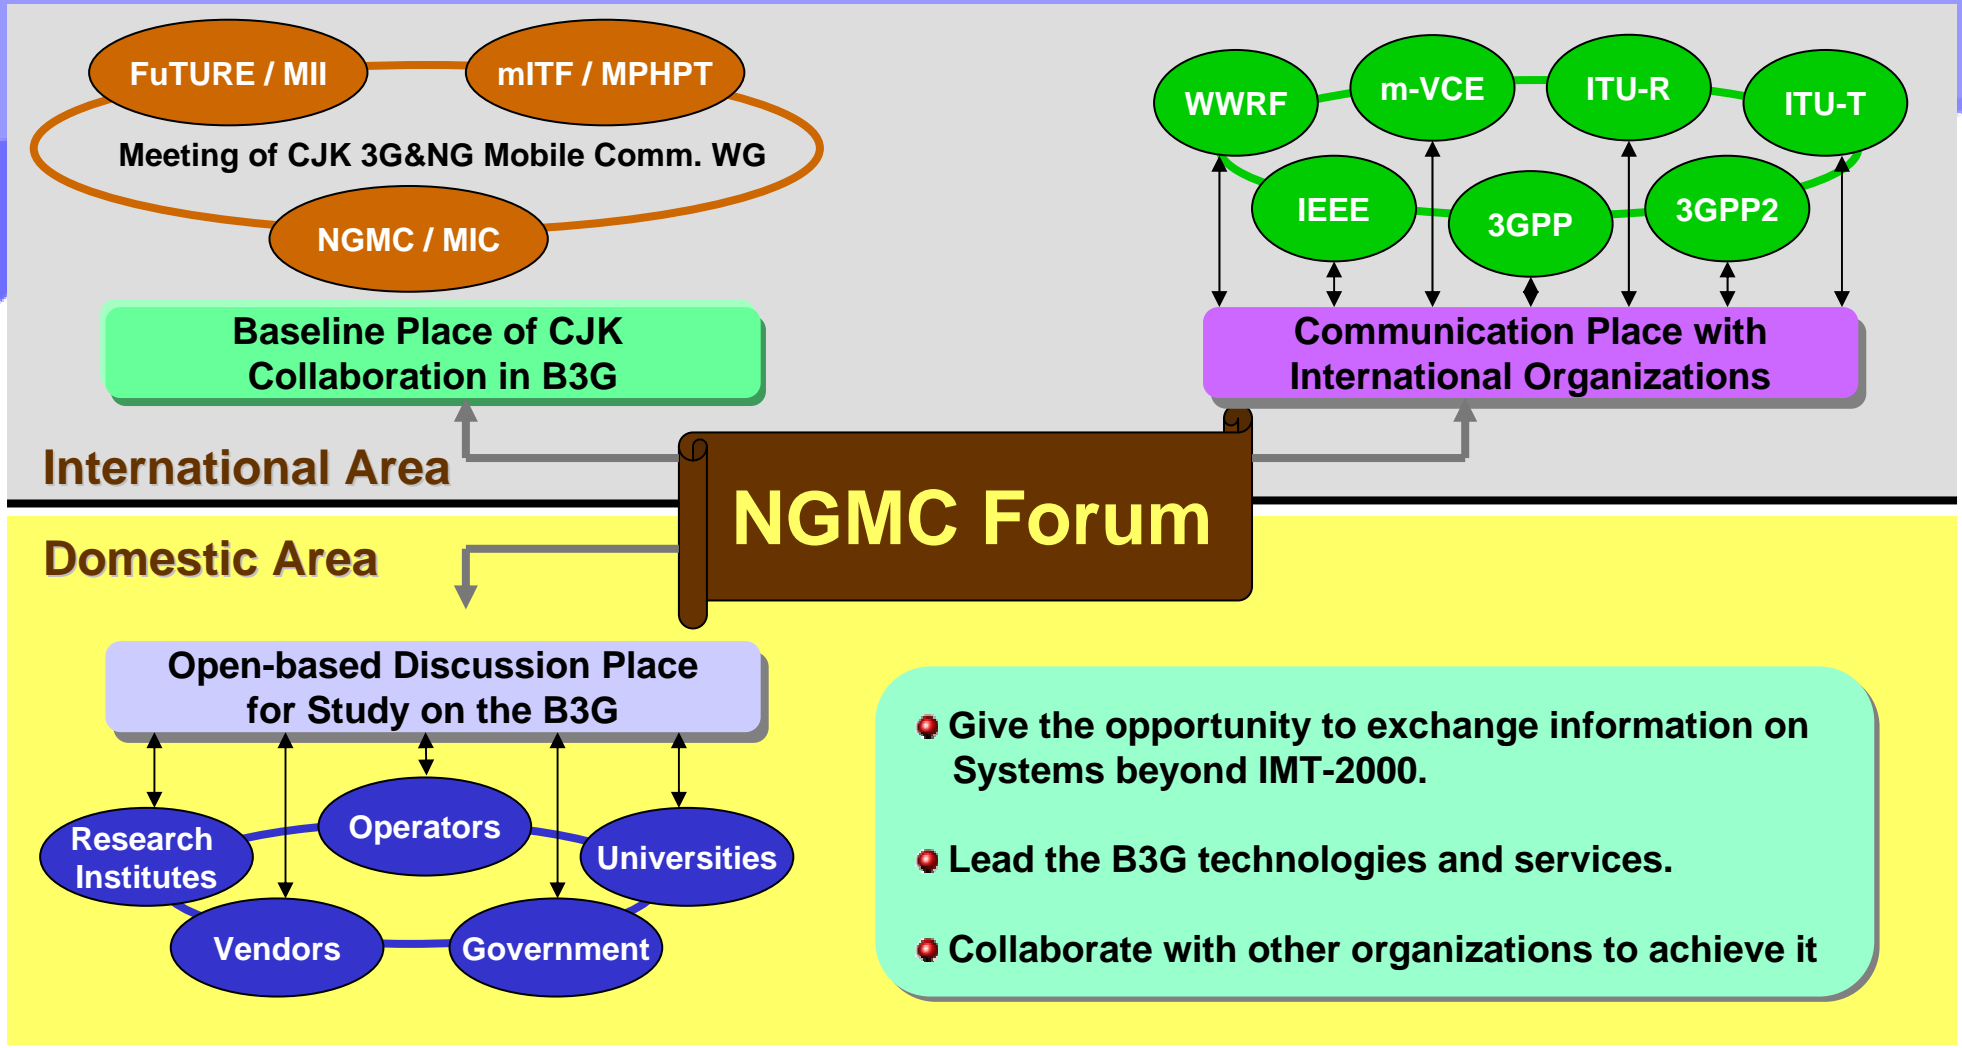 FuTURE / MII
mITF / MPHPT
Meeting of CJK 3G&NG Mobile Comm. WG
NGMC / MIC
Baseline Place of CJK
Collaboration in B3G
WWRF
m-VCE
ITU-R
ITU-T
IEEE
3GPP
3GPP2
Communication Place with
International Organizations
International Area
NGMC Forum
Domestic Area
Open-based Discussion Place
for Study on the B3G
Research
Institutes
Operators
Universities
Vendors
Government
Give the opportunity to exchange information on
Systems beyond IMT-2000.
Lead the B3G technologies and services.
Collaborate with other organizations to achieve it